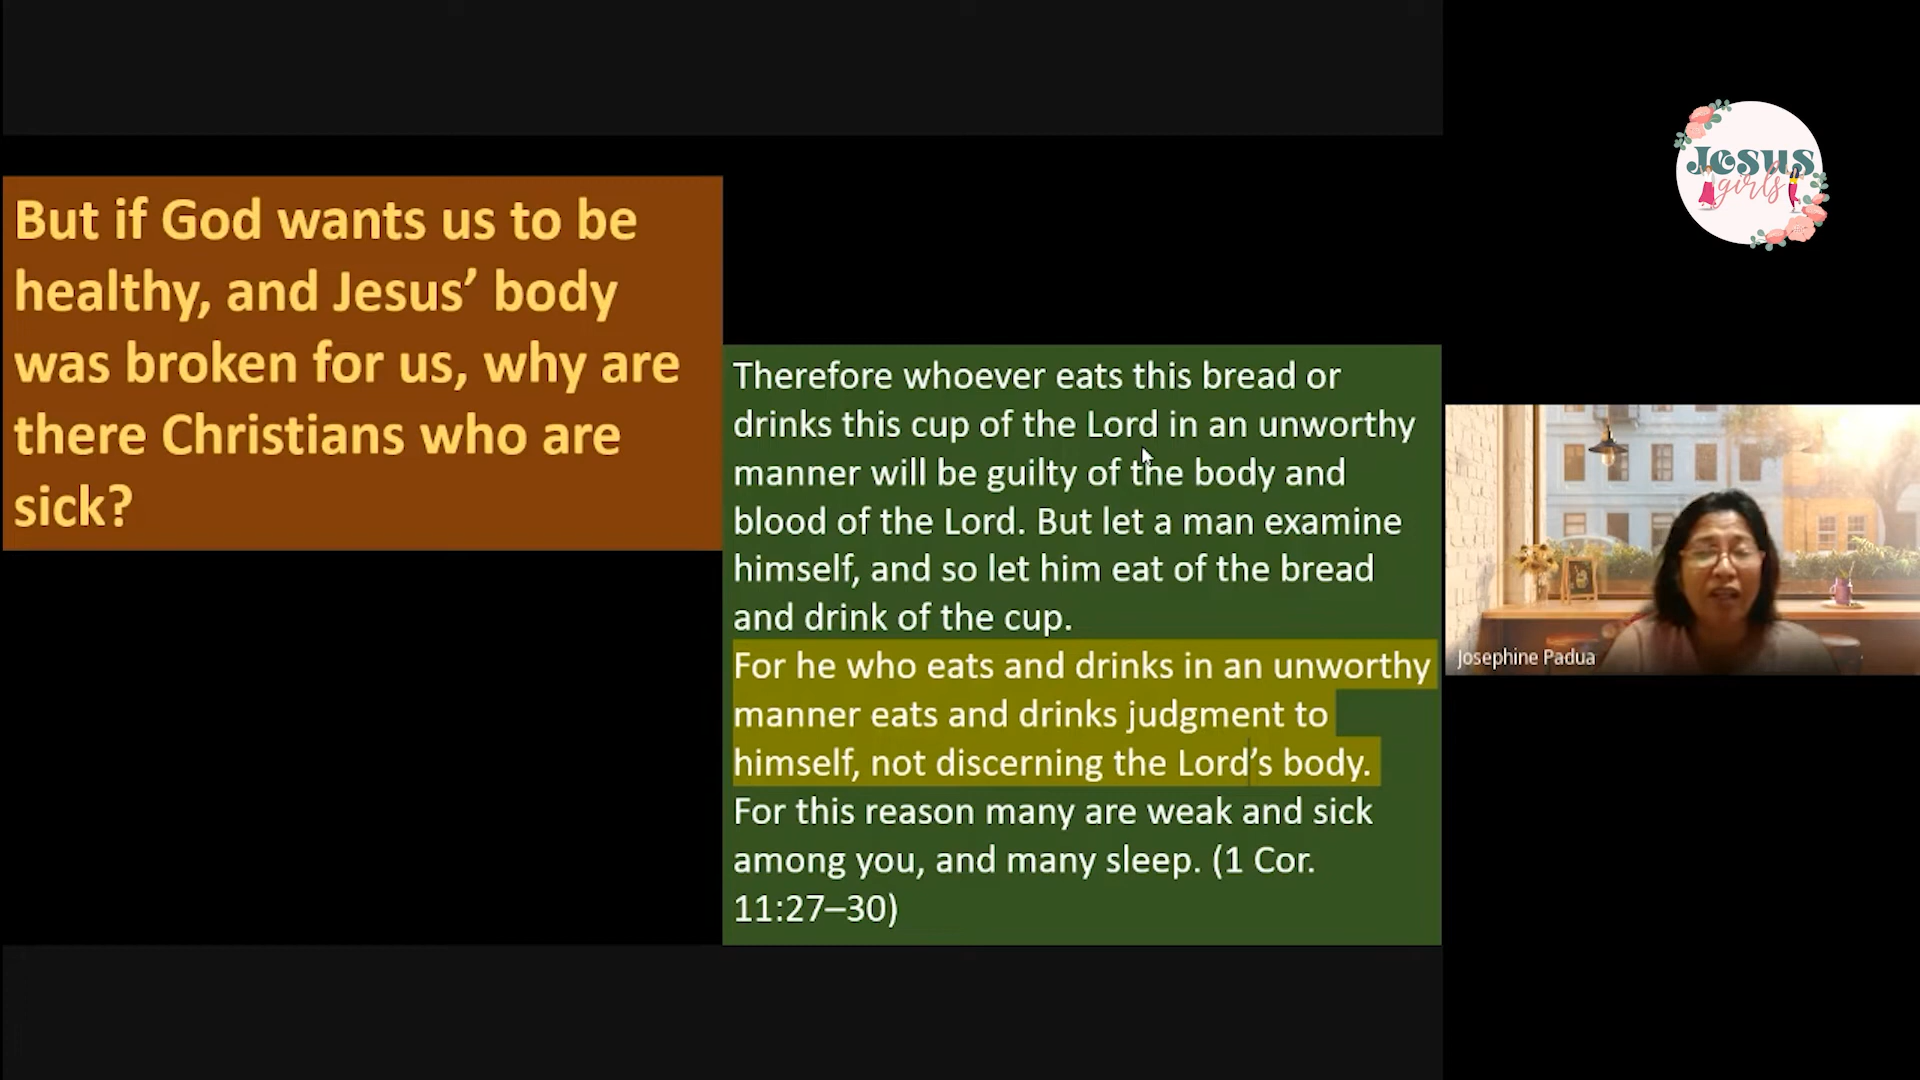 But if God wants us to be
healthy, and Jesus’ body
was broken for us, why are
there Christians who are
sick?
Therefore whoever eats this bread or
drinks this cup of the Lord in an unworthy
manner will be guilty of the body and
blood of the Lord. But let a man examine
himself, and so let him eat of the bread
and drink of the cup.
For he who eats and drinks in an unworthy
manner eats and drinks judgment to
himself, not discerning the Lord’s body.
For this reason many are weak and sick
among you, and many sleep. (1 Cor.
11:27–30)
Jesus
girls
Josephine Padua